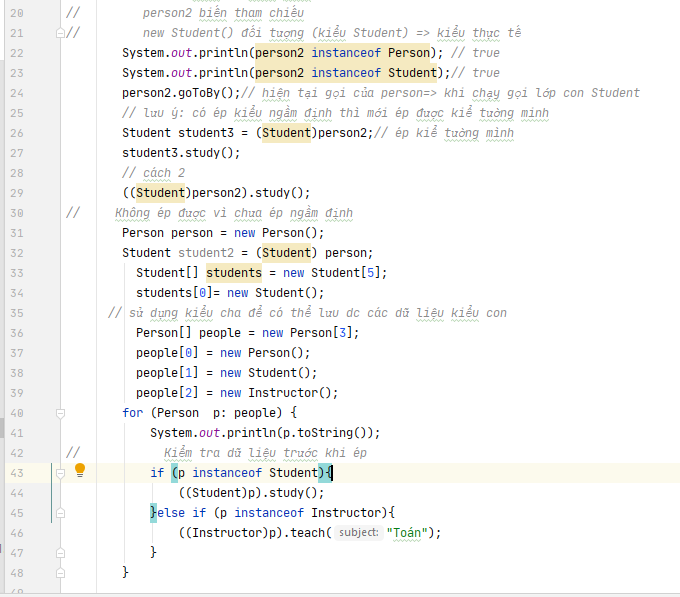 20 //         person2 biến tham chiếu
21 //         new Student() đối tượng (kiểu Student) => kiểu thực tế
22 System.out.println(person2 instanceof Person); // true
23 System.out.println(person2 instanceof Student);// true
24 person2.goToBy();// hiện tại gọi của person=> khi chạy gọi lớp con Student
25 // lưu ý: có ép kiểu ngầm định thì mới ép được kiể tường minh
26 Student student3 = (Student)person2;// ép kiể tường minh
27 student3.study();
28 // cách 2
29 ((Student)person2).study();
30 //     Không ép được vì chưa ép ngầm định
31 Person person = new Person();
32 Student student2 = (Student) person;
33 Student[] students = new Student[5];
34 students[0]= new Student();
35 // sử dụng kiểu cha để có thể lưu dc các dữ liệu kiểu con
36 Person[] people = new Person[3];
37 people[0] = new Person();
38 people[1] = new Student();
39 people[2] = new Instructor();
40 for (Person  p: people) {
41 System.out.println(p.toString());
42 //            Kiểm tra dữ liệu trước khi ép
43 if (p instanceof Student){
44 ((Student)p).study();
45 }else if (p instanceof Instructor){
46 ((Instructor)p).teach( subject: "Toán");
47 }
48 }